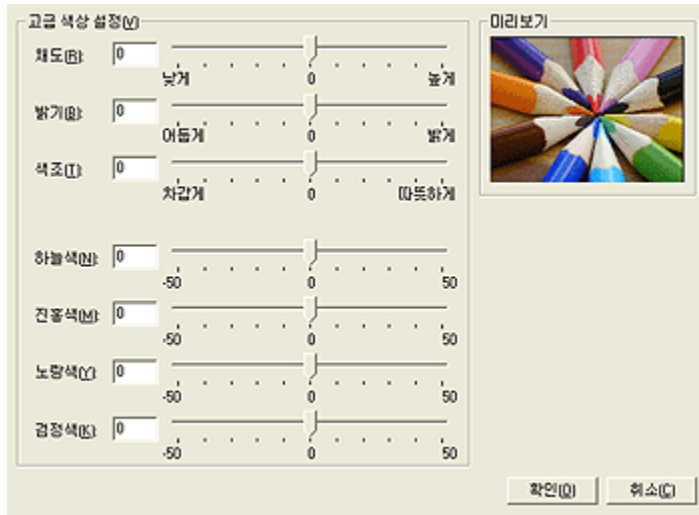 고급 색상 설정(V)
미리보기
채도(R): 0
낮게 0 높게
밝기(B): 0
어둡게 0 밝게
색조(T): 0
차갑게 0 따뜻하게
하늘색(N): 0
-50 0 50
진홍색(M): 0
-50 0 50
노랑색(Y): 0
-50 0 50
검정색(K): 0
-50 0 50
확인(O) 취소(C)